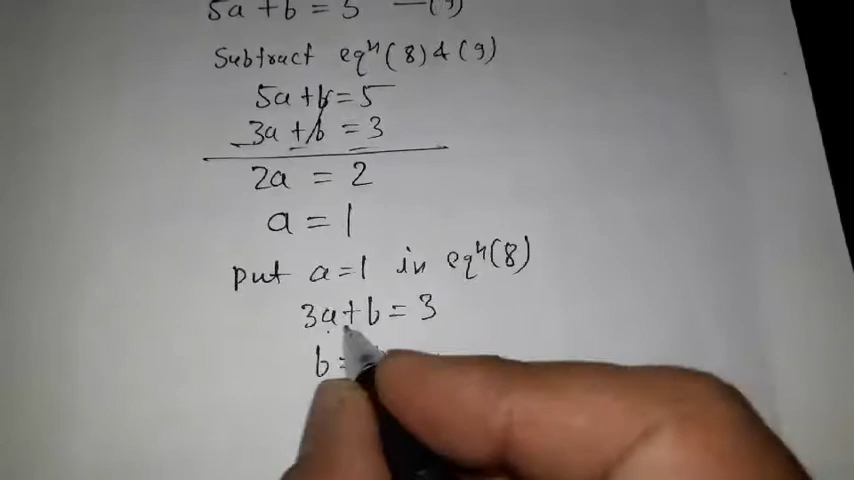 5a + b = 5 — (9)
Subtract eqⁿ (8) & (9)
5a + b = 5
3a + b = 3
2a = 2
a = 1
put a = 1 in eqⁿ (8)
3a + b = 3
b =